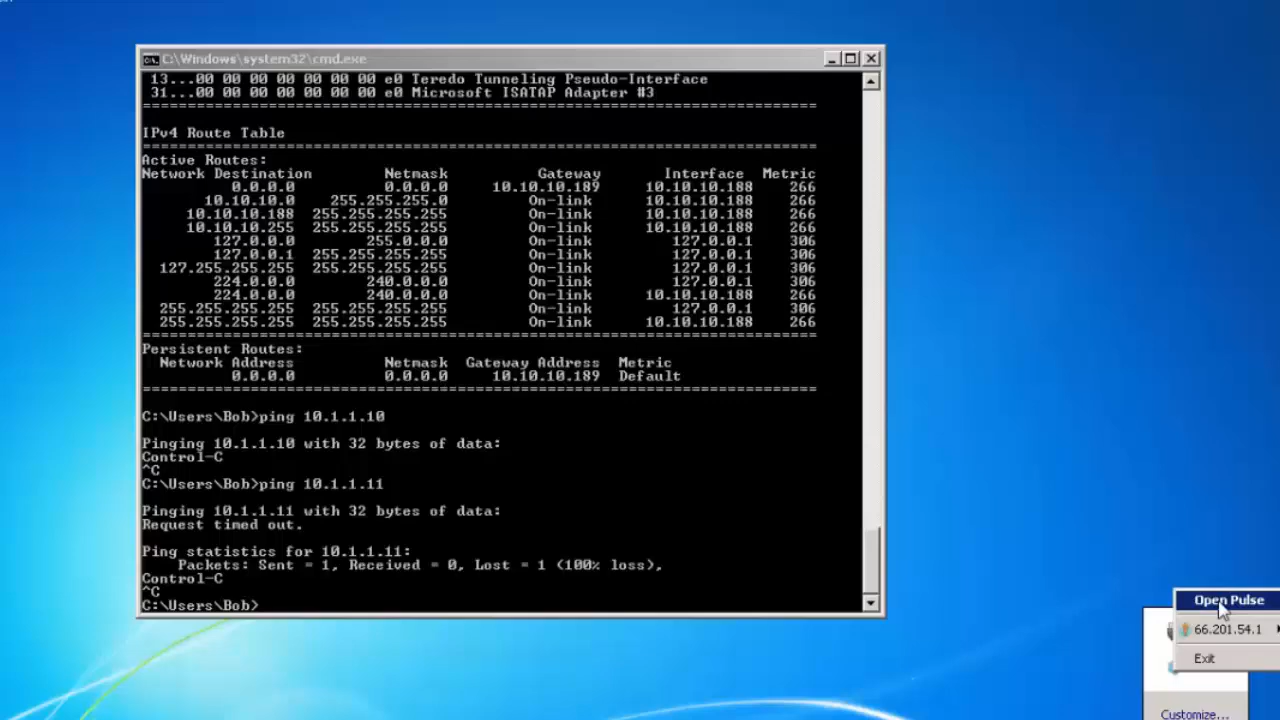 C:\Windows\system32\cmd.exe
13...00 00 00 00 00 00 00 e0 Teredo Tunneling Pseudo-Interface
31...00 00 00 00 00 00 00 e0 Microsoft ISATAP Adapter #3
===========================================================================
IPv4 Route Table
===========================================================================
Active Routes:
Network Destination Netmask Gateway Interface Metric
0.0.0.0 0.0.0.0 10.10.10.189 10.10.10.188 266
10.10.10.0 255.255.255.0 On-link 10.10.10.188 266
10.10.10.188 255.255.255.255 On-link 10.10.10.188 266
10.10.10.255 255.255.255.255 On-link 10.10.10.188 266
127.0.0.0 255.0.0.0 On-link 127.0.0.1 306
127.0.0.1 255.255.255.255 On-link 127.0.0.1 306
127.255.255.255 255.255.255.255 On-link 127.0.0.1 306
224.0.0.0 240.0.0.0 On-link 127.0.0.1 306
224.0.0.0 240.0.0.0 On-link 10.10.10.188 266
255.255.255.255 255.255.255.255 On-link 127.0.0.1 306
255.255.255.255 255.255.255.255 On-link 10.10.10.188 266
===========================================================================
Persistent Routes:
Network Address Netmask Gateway Address Metric
0.0.0.0 0.0.0.0 10.10.10.189 Default
===========================================================================
C:\Users\Bob>ping 10.1.1.10
Pinging 10.1.1.10 with 32 bytes of data:
Control-C
^C
C:\Users\Bob>ping 10.1.1.11
Pinging 10.1.1.11 with 32 bytes of data:
Request timed out.
Ping statistics for 10.1.1.11:
Packets: Sent = 1, Received = 0, Lost = 1 (100% loss),
Control-C
^C
C:\Users\Bob>
Open Pulse
66.201.54.1
Exit
Customize...